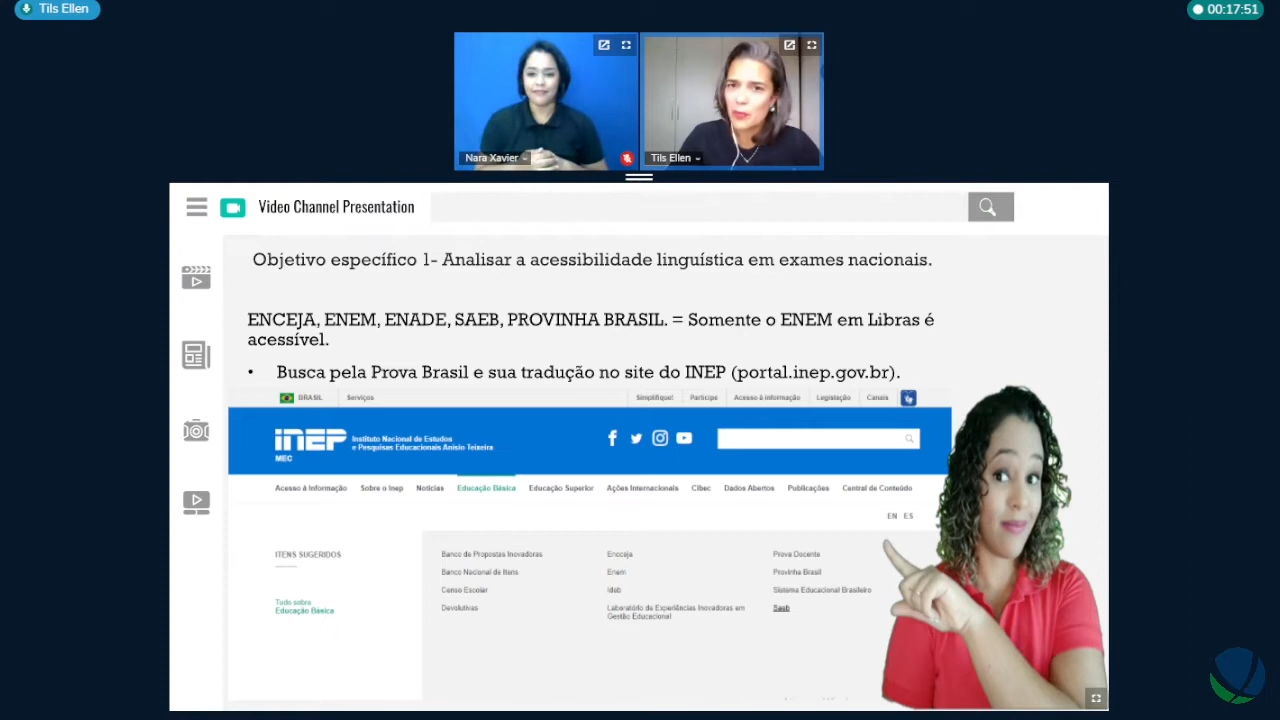 Tils Ellen
00:17:51
Nara Xavier
Tils Ellen
Video Channel Presentation
Objetivo específico 1- Analisar a acessibilidade linguística em exames nacionais.
ENCEJA, ENEM, ENADE, SAEB, PROVINHA BRASIL. = Somente o ENEM em Libras é
acessível.
• Busca pela Prova Brasil e sua tradução no site do INEP (portal.inep.gov.br).
BRASIL Serviços Simplifique! Participe Acesso à informação Legislação Canais
inep Instituto Nacional de Estudos
e Pesquisas Educacionais Anísio Teixeira
MEC
Acesso à Informação Sobre o Inep Notícias Educação Básica Educação Superior Ações Internacionais Cibec Dados Abertos Publicações Central de Conteúdo
EN ES
ITENS SUGERIDOS
Tudo sobre
Educação Básica
Banco de Propostas Inovadoras
Banco Nacional de Itens
Censo Escolar
Devolutivas
Encceja
Enem
Ideb
Laboratório de Experiências Inovadoras em
Gestão Educacional
Prova Docente
Provinha Brasil
Sistema Educacional Brasileiro
Saeb